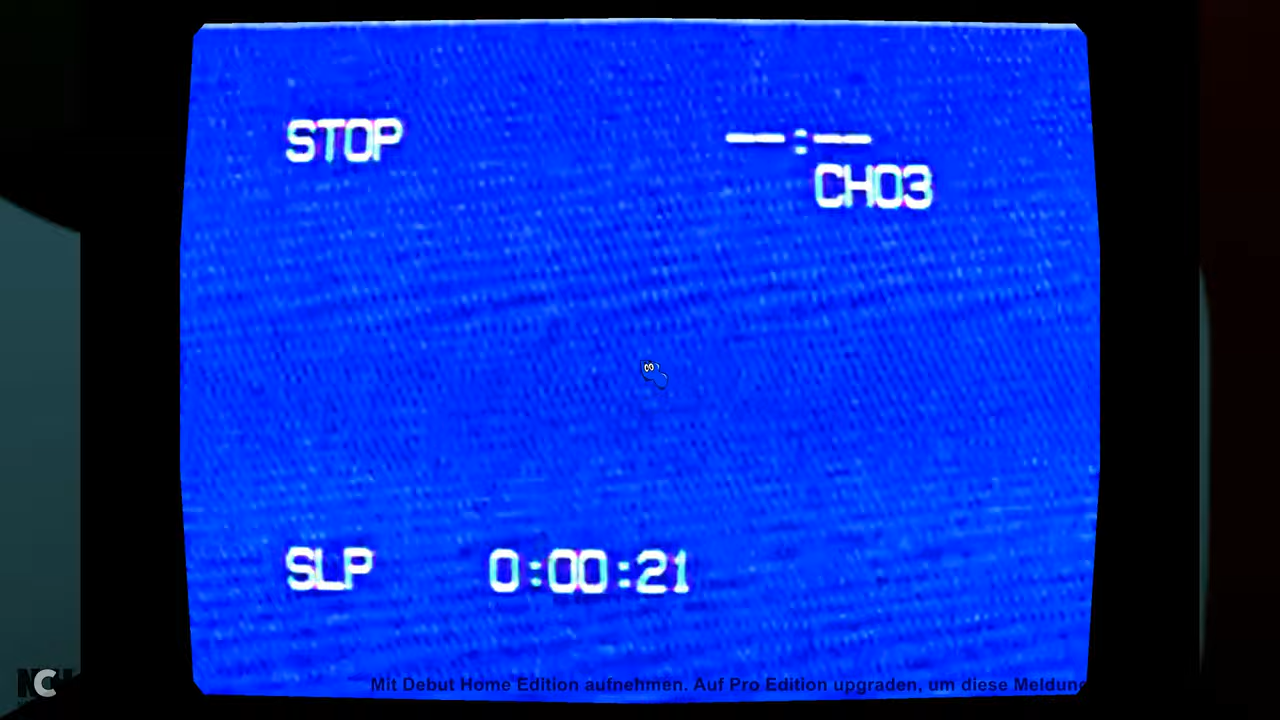 STOP
--:--
CH03
SLP 0:00:21
Mit Debut Home Edition aufnehmen. Auf Pro Edition upgraden, um diese Meldung